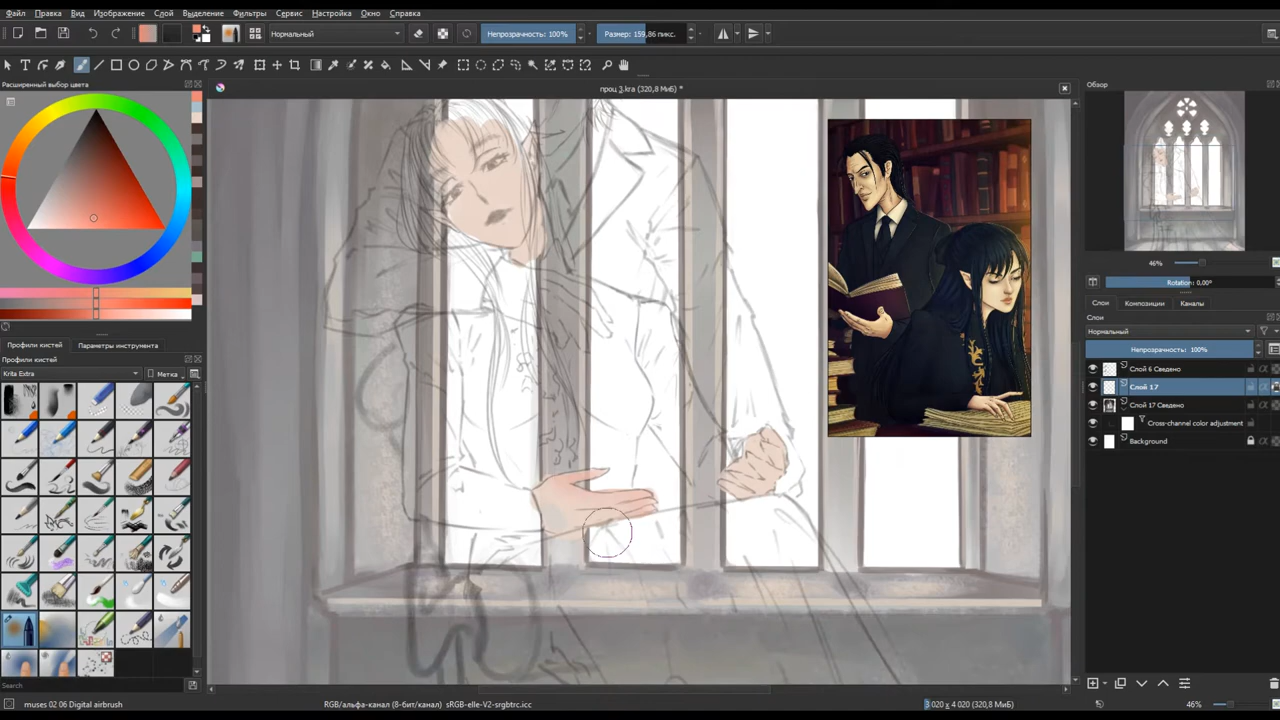 Файл Правка Вид Изображение Слой Выделение Фильтры Сервис Настройка Окно Справка
Нормальный Непрозрачность: 100% Размер: 159,86 пикс.
Расширенный выбор цвета
проц 3.kra (320,8 МиБ) *
Обзор
46%
Rotation: 0,00°
Слои Композиции Каналы
Слои
Нормальный
Непрозрачность: 100%
Слой 6 Сведено
Слой 17
Слой 17 Сведено
Cross-channel color adjustment
Background
Профили кистей Параметры инструмента
Профили кистей
Krita Extra Метка
Search
muses 02 06 Digital airbrush RGB/альфа-канал (8-бит/канал) sRGB-elle-V2-srgbtrc.icc 3 020 x 4 020 (320,8 МиБ) 46%